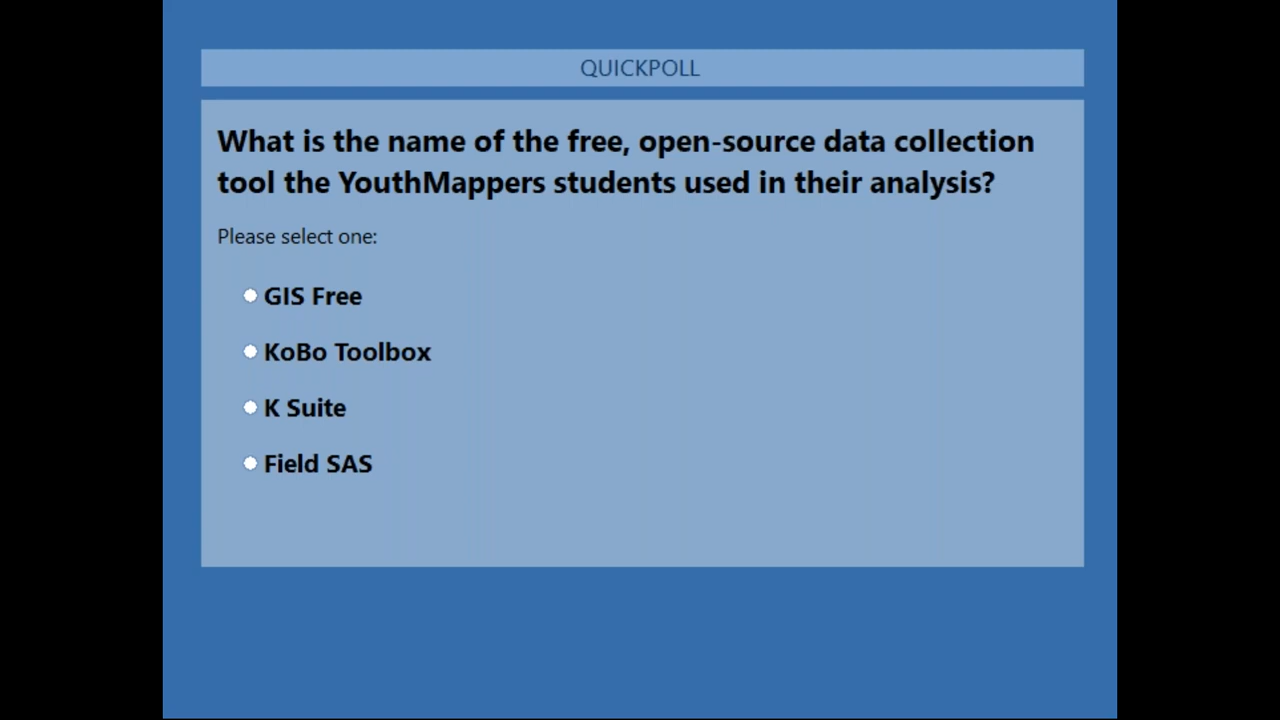 QUICKPOLL
What is the name of the free, open-source data collection
tool the YouthMappers students used in their analysis?
Please select one:
GIS Free
KoBo Toolbox
K Suite
Field SAS